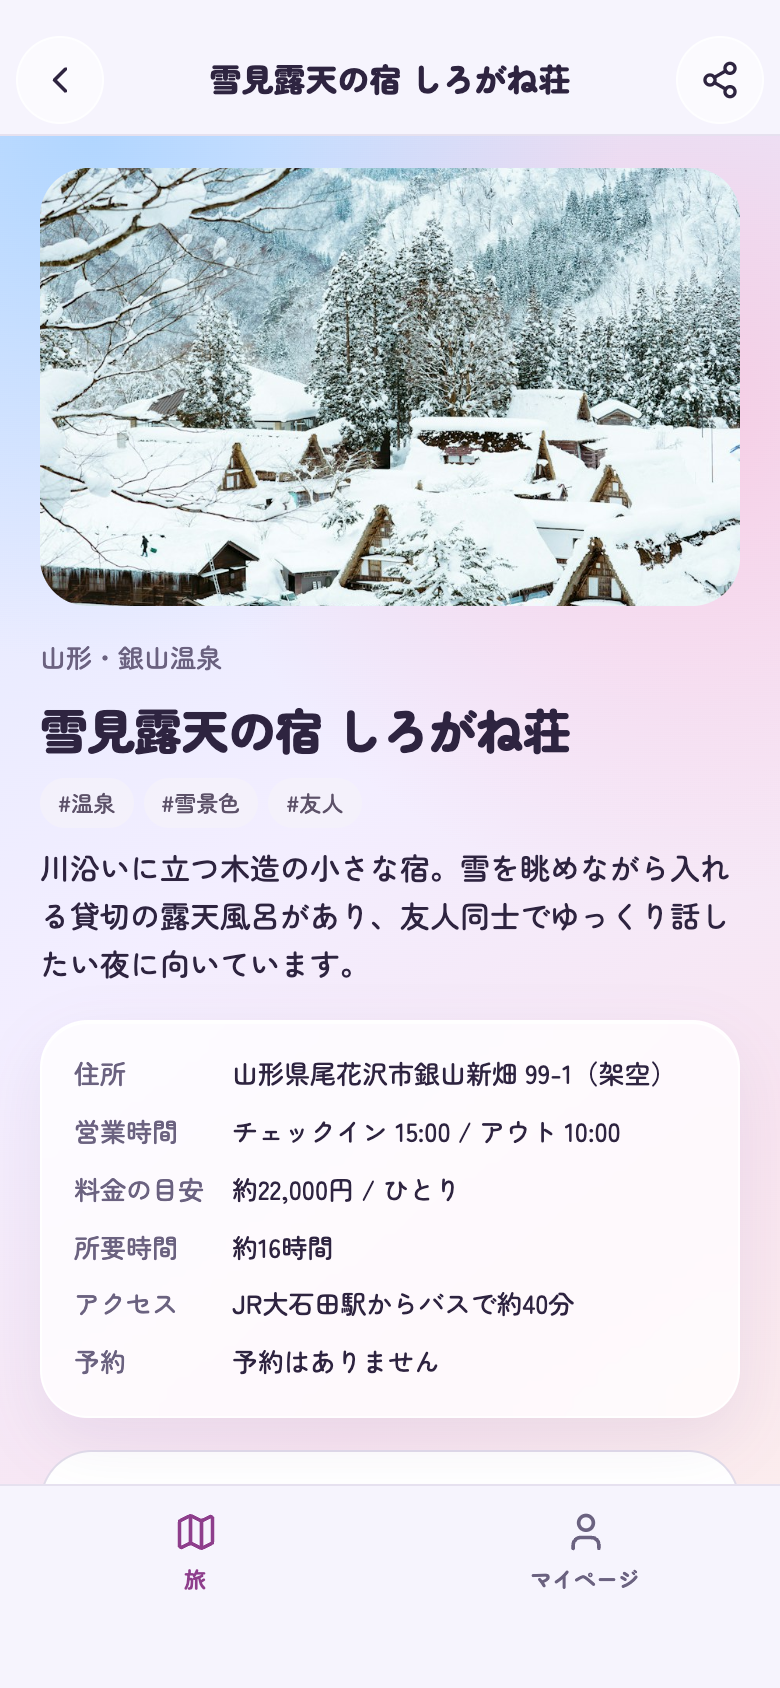 雪見露天の宿 しろがね荘
山形・銀山温泉
雪見露天の宿 しろがね荘
#温泉 #雪景色 #友人
川沿いに立つ木造の小さな宿。雪を眺めながら入れ
る貸切の露天風呂があり、友人同士でゆっくり話し
たい夜に向いています。
住所 山形県尾花沢市銀山新畑 99-1（架空）
営業時間 チェックイン 15:00 / アウト 10:00
料金の目安 約22,000円 / ひとり
所要時間 約16時間
アクセス JR大石田駅からバスで約40分
予約 予約はありません
旅 マイページ